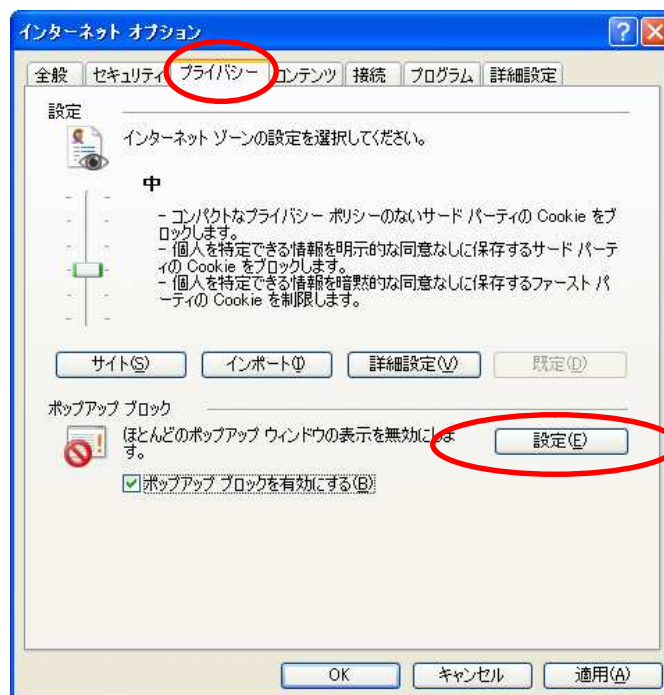 インターネット オプション
全般 セキュリティ プライバシー コンテンツ 接続 プログラム 詳細設定
設定
インターネット ゾーンの設定を選択してください。
中
- コンパクトなプライバシー ポリシーのないサード パーティの Cookie をブ
ロックします。
- 個人を特定できる情報を明示的な同意なしに保存するサード パーテ
ィの Cookie をブロックします。
- 個人を特定できる情報を暗黙的な同意なしに保存するファースト パ
ーティの Cookie を制限します。
サイト(S) インポート(I) 詳細設定(V) 既定(D)
ポップアップ ブロック
ほとんどのポップアップ ウィンドウの表示を無効にしま
す。
設定(E)
ポップアップ ブロックを有効にする(B)
OK キャンセル 適用(A)